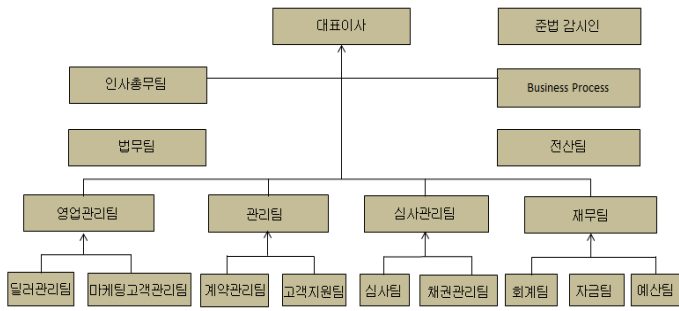 대표이사
준법 감시인
인사총무팀
Business Process
법무팀
전산팀
영업관리팀
관리팀
심사관리팀
재무팀
딜러관리팀
마케팅고객관리팀
계약관리팀
고객지원팀
심사팀
채권관리팀
회계팀
자금팀
예산팀